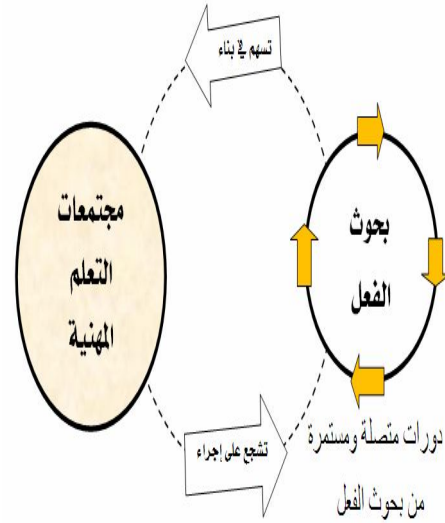 تسهم في بناء
بحوث
الفعل
مجتمعات
التعلم
المهنية
تشجع على إجراء
دورات متصلة ومستمرة
من بحوث الفعل